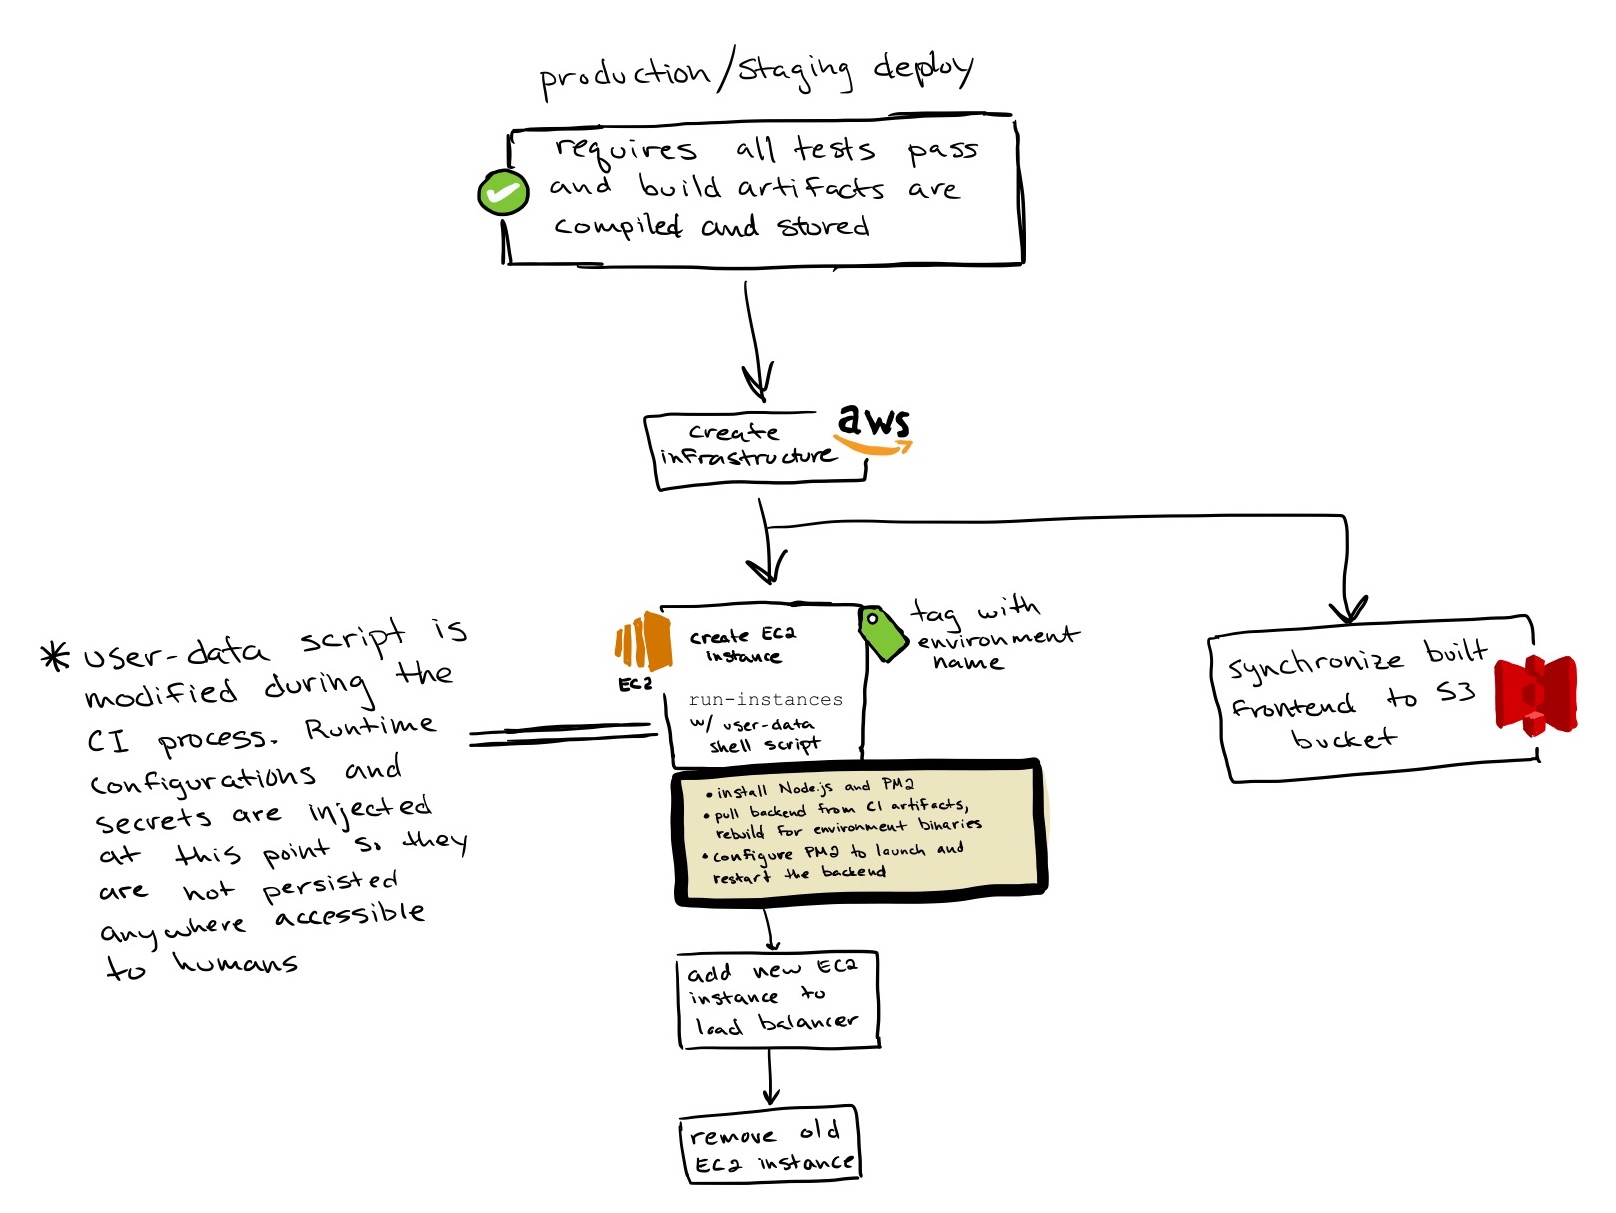 production/staging deploy
requires all tests pass
and build artifacts are
compiled and stored
create
infrastructure
aws
create EC2
instance
EC2
run-instances
w/ user-data
shell script
tag with
environment
name
synchronize built
frontend to S3
bucket
* user-data script is
modified during the
CI process. Runtime
configurations and
secrets are injected
at this point so they
are not persisted
anywhere accessible
to humans
• install Node.js and PM2
• pull backend from CI artifacts,
rebuild for environment binaries
• configure PM2 to launch and
restart the backend
add new EC2
instance to
load balancer
remove old
EC2 instance